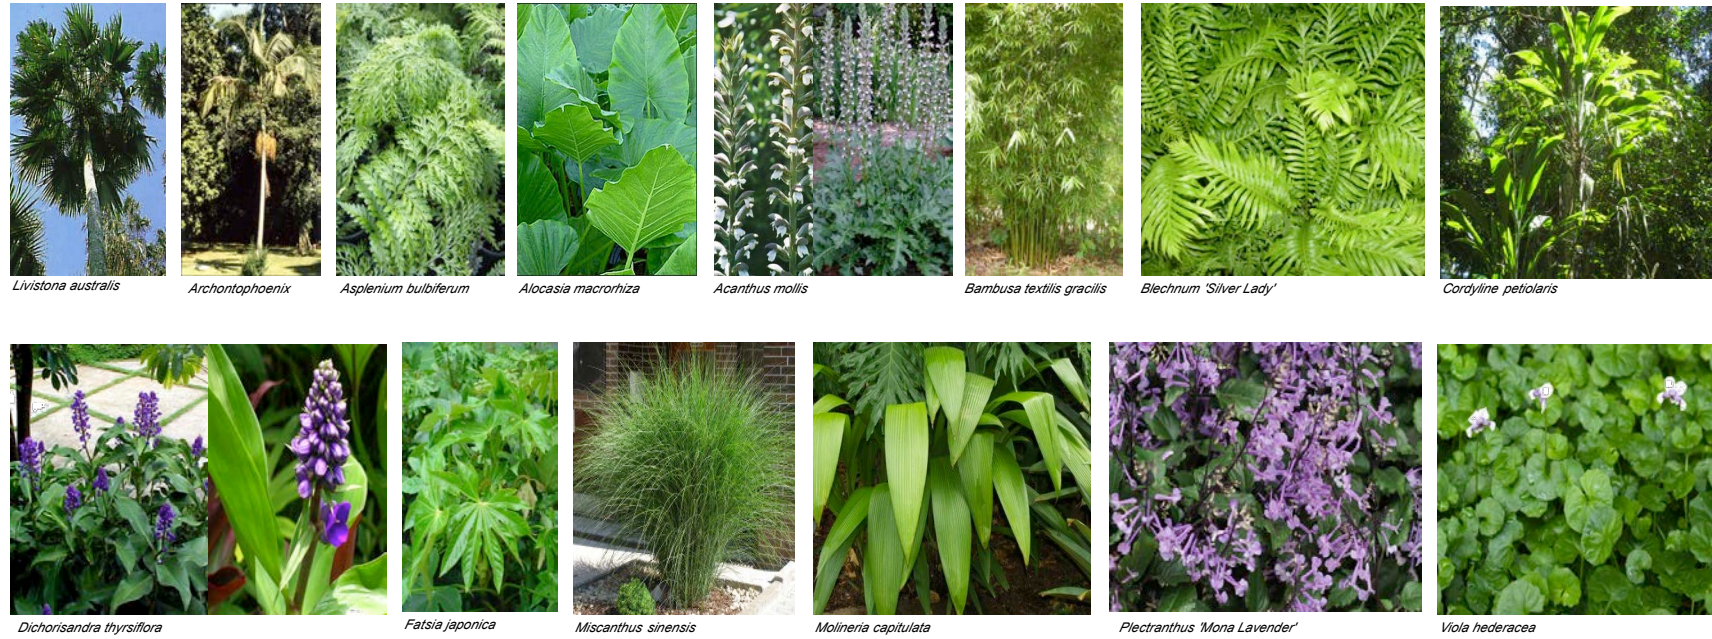 Livistona australis
Archontophoenix
Asplenium bulbiferum
Alocasia macrorhiza
Acanthus mollis
Bambusa textilis gracilis
Blechnum 'Silver Lady'
Cordyline petiolaris
Dichorisandra thyrsiflora
Fatsia japonica
Miscanthus sinensis
Molineria capitulata
Plectranthus 'Mona Lavender'
Viola hederacea